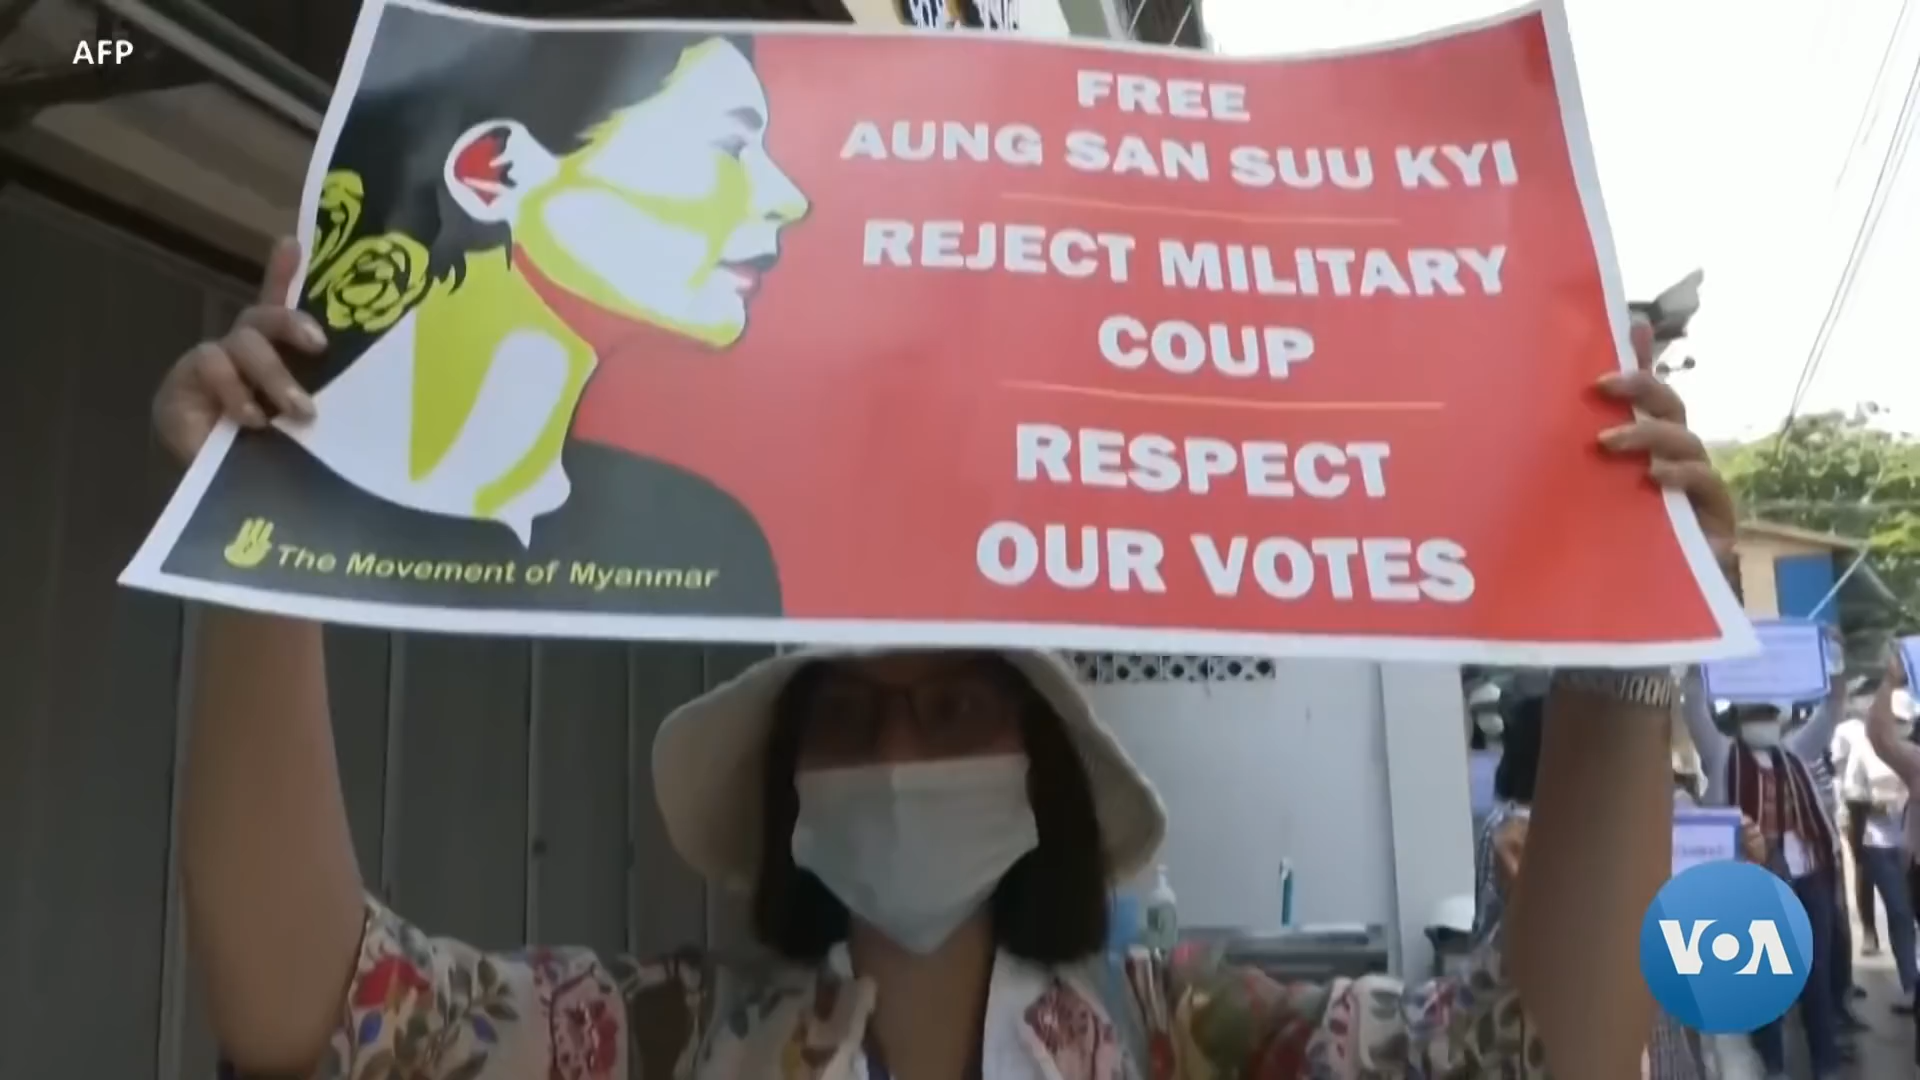 AFP
FREE
AUNG SAN SUU KYI
REJECT MILITARY
COUP
RESPECT
OUR VOTES
The Movement of Myanmar
VOA